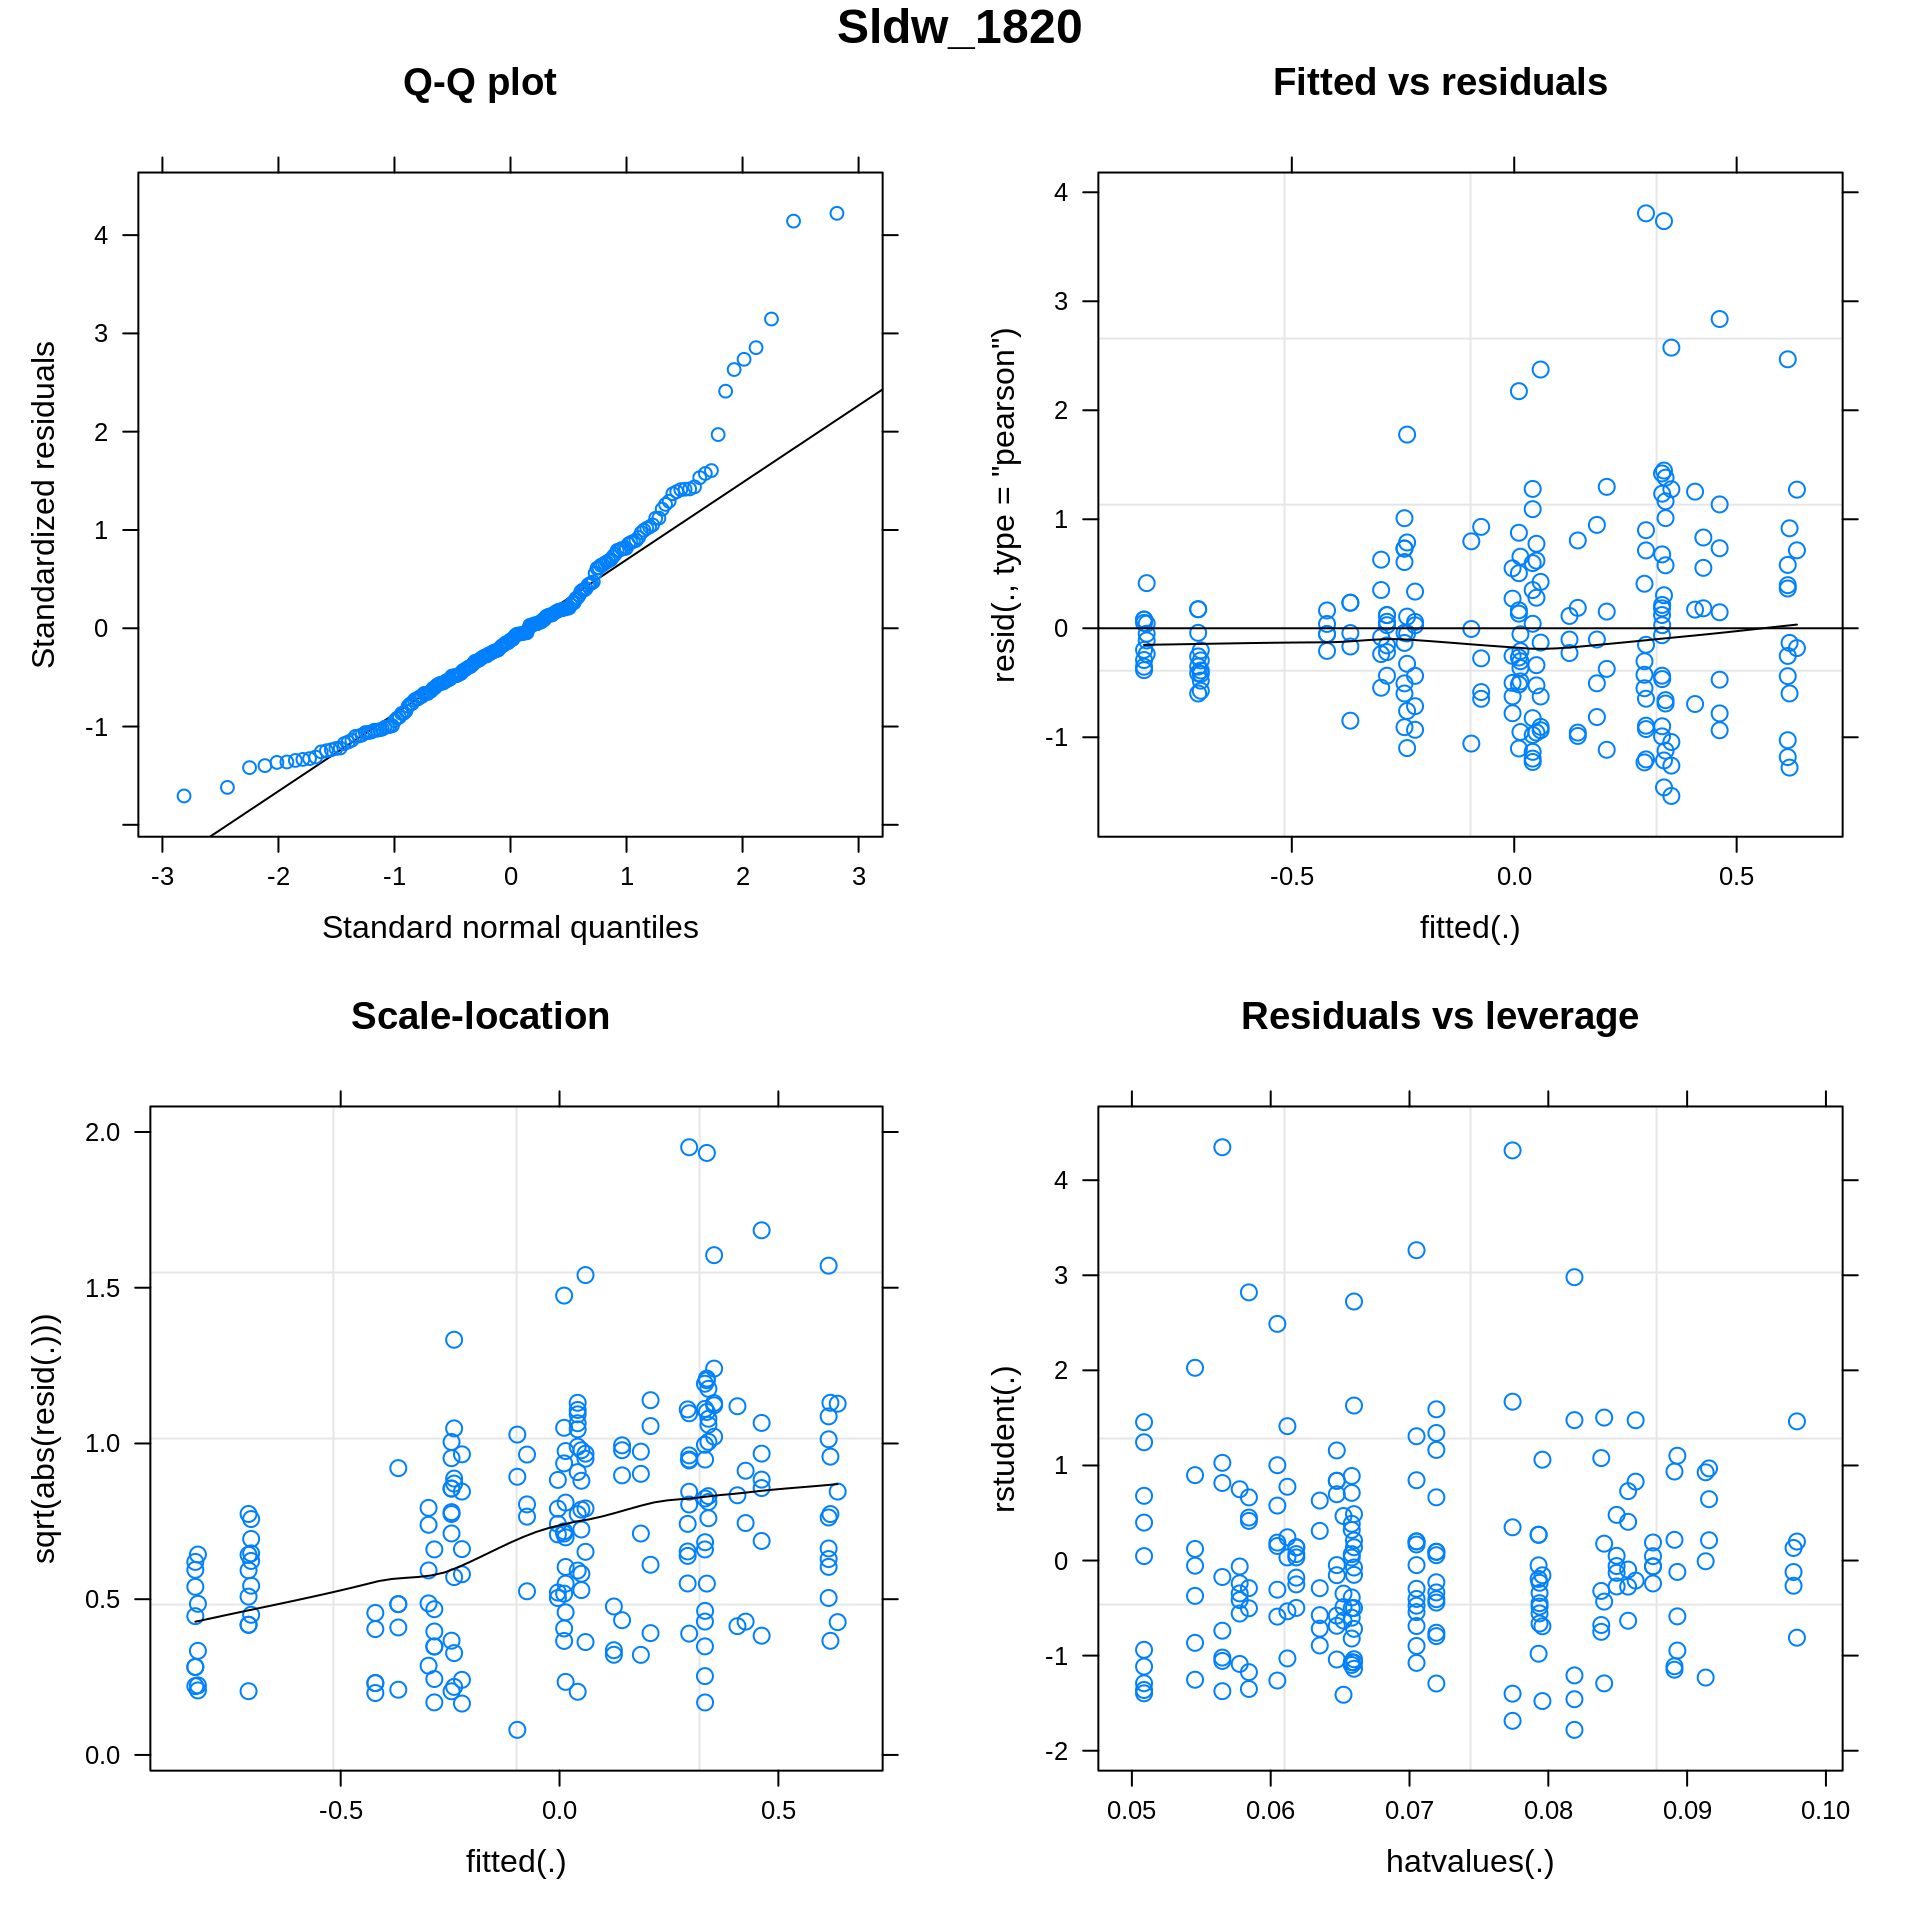 Sldw_1820
Q-Q plot
Standardized residuals
4
3
2
1
0
-1
-3 -2 -1 0 1 2 3
Standard normal quantiles
Fitted vs residuals
resid(., type = "pearson")
4
3
2
1
0
-1
-0.5 0.0 0.5
fitted(.)
Scale-location
sqrt(abs(resid(.)))
2.0
1.5
1.0
0.5
0.0
-0.5 0.0 0.5
fitted(.)
Residuals vs leverage
rstudent(.)
4
3
2
1
0
-1
-2
0.05 0.06 0.07 0.08 0.09 0.10
hatvalues(.)